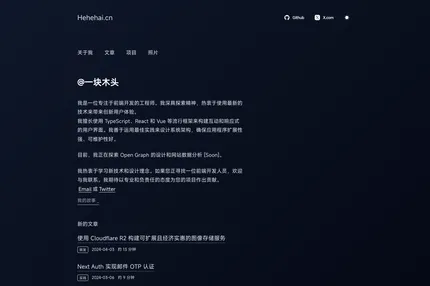 Hehehai.cn
Github X.com
关于我 文章 项目 照片
@一块木头
我是一位专注于前端开发的工程师。我深具探索精神，热衷于使用最新的
技术来带来创新用户体验。
我擅长使用 TypeScript、React 和 Vue 等流行框架来构建互动和响应式
的用户界面。我善于运用最佳实践来设计系统架构，确保应用程序扩展性
强、可维护性好。
目前，我正在探索 Open Graph 的设计和网站数据分析 [Soon]。
我热衷于学习新技术和设计理念。如果您正寻找一位前端开发人员，欢迎
与我联系。我期待以专业和负责任的态度为您的项目作出贡献。
Email 或 Twitter
我的故事
新的文章
使用 Cloudflare R2 构建可扩展且经济实惠的图像存储服务
2024-04-03 约 13 分钟
Next Auth 实现邮件 OTP 认证
2024-03-06 约 9 分钟